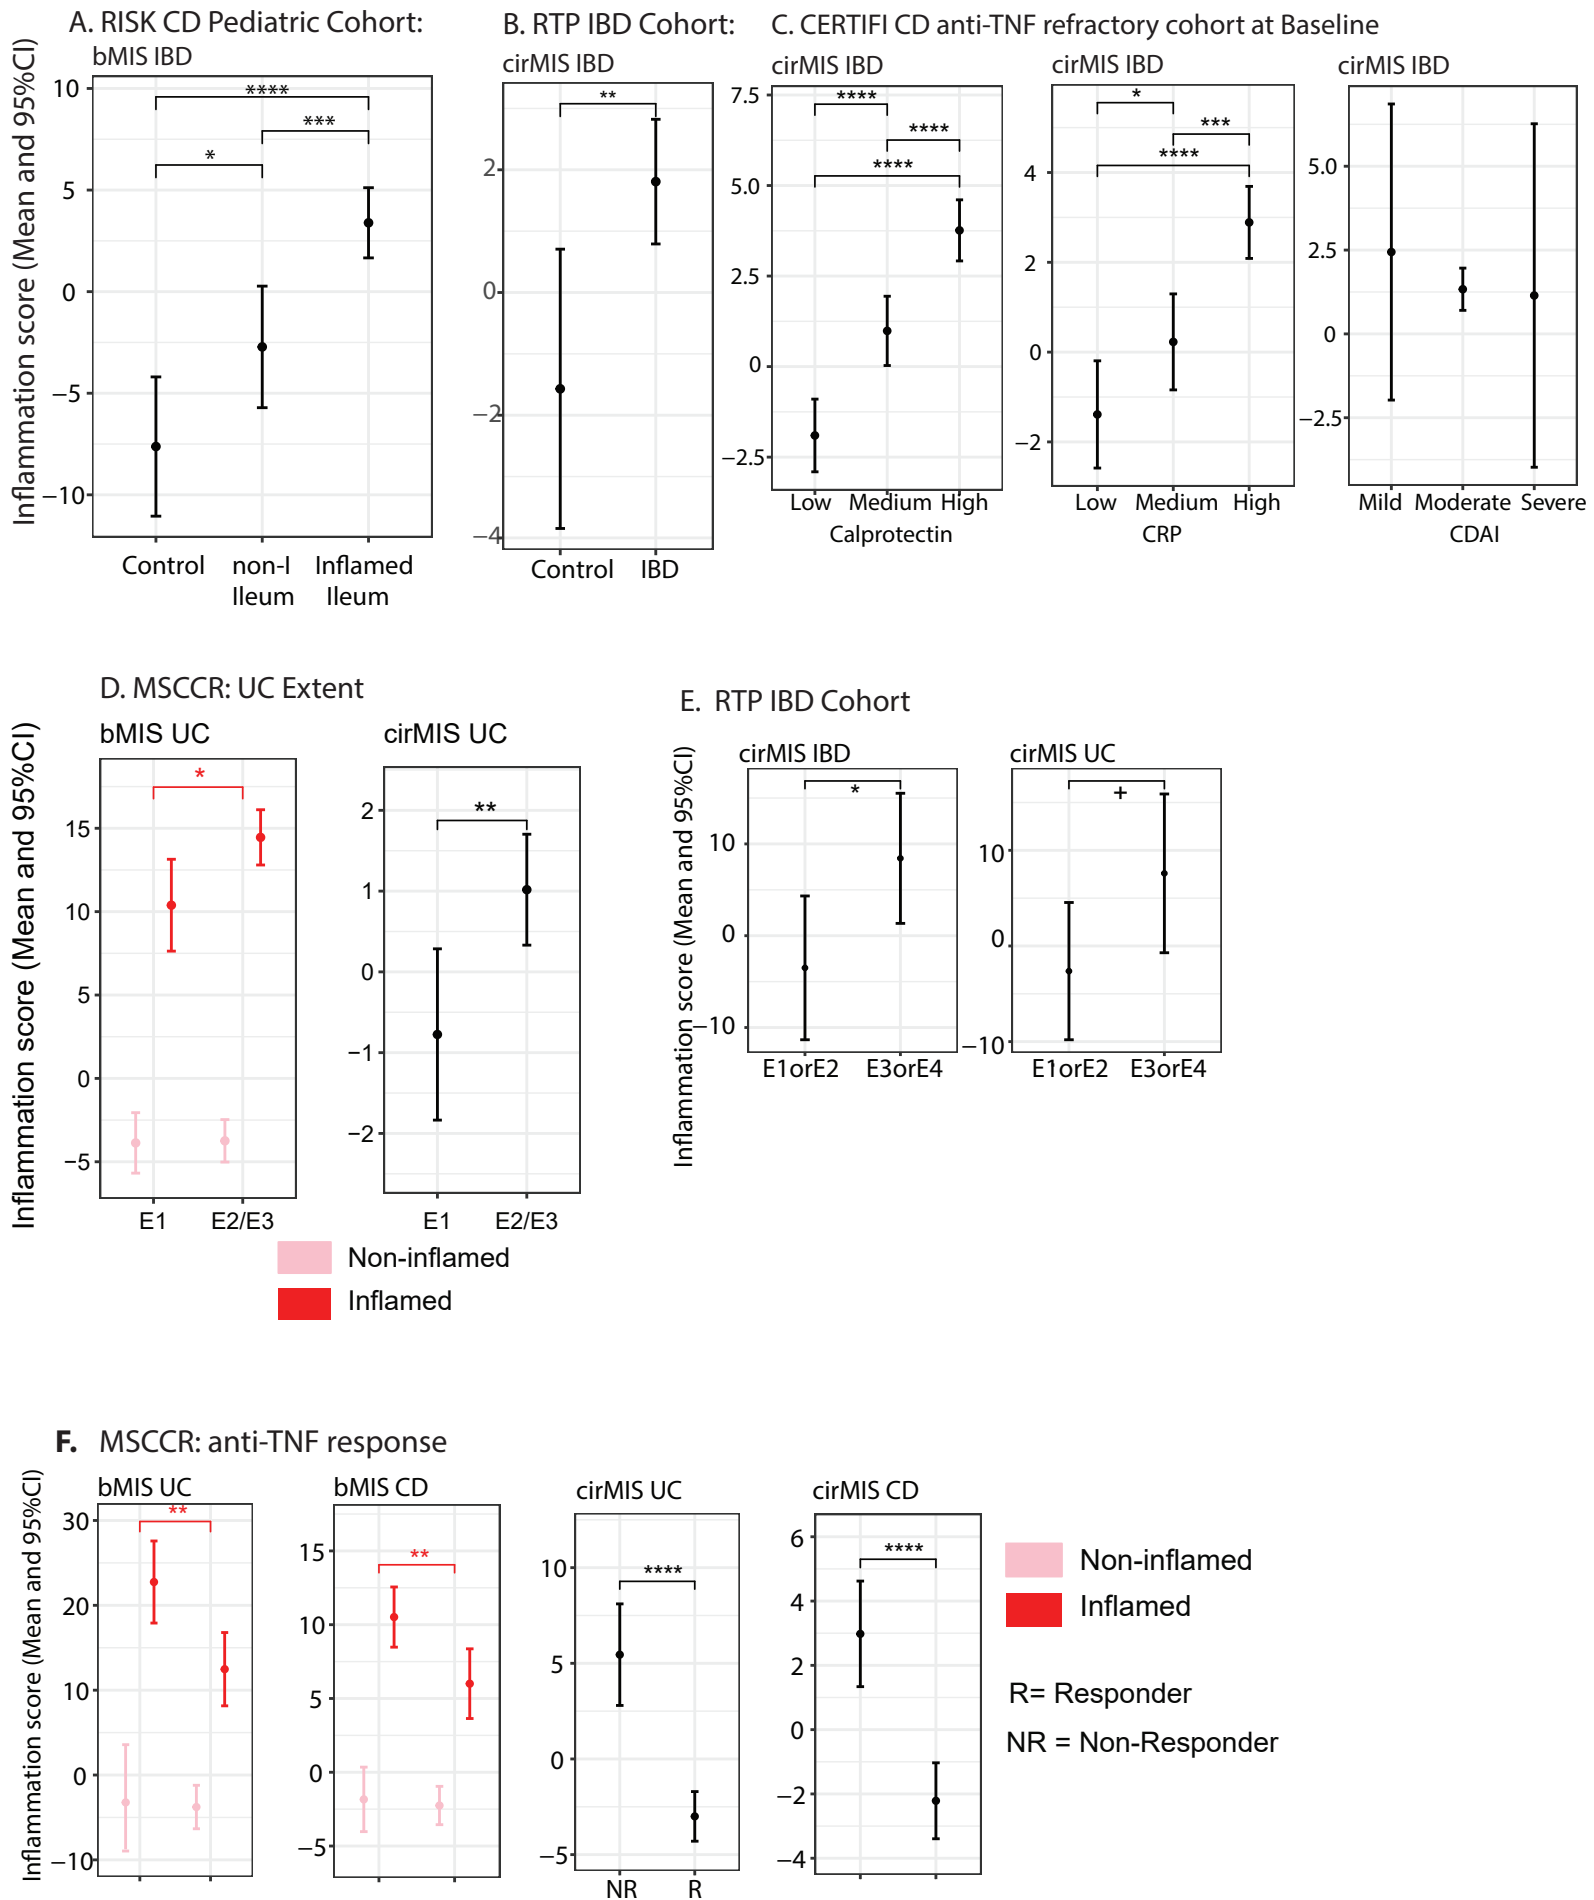 A. RISK CD Pediatric Cohort:
bMIS IBD
Inflammation score (Mean and 95%CI)
10
5
0
−5
−10
****
***
*
Control
non-I
Ileum
Inflamed
Ileum
B. RTP IBD Cohort:
cirMIS IBD
2
0
−2
−4
**
Control
IBD
C. CERTIFI CD anti-TNF refractory cohort at Baseline
cirMIS IBD
7.5
5.0
2.5
0
−2.5
****
****
****
Low
Medium
High
Calprotectin
cirMIS IBD
4
2
0
−2
*
***
****
Low
Medium
High
CRP
cirMIS IBD
5.0
2.5
0
−2.5
Mild
Moderate
Severe
CDAI
D. MSCCR: UC Extent
bMIS UC
Inflammation score (Mean and 95%CI)
15
10
5
0
−5
*
E1
E2/E3
cirMIS UC
2
1
0
−1
−2
**
E1
E2/E3
Non-inflamed
Inflamed
E. RTP IBD Cohort
cirMIS IBD
Inflammation score (Mean and 95%CI)
10
0
−10
*
E1orE2
E3orE4
cirMIS UC
10
0
−10
+
E1orE2
E3orE4
F. MSCCR: anti-TNF response
bMIS UC
Inflammation score (Mean and 95%CI)
30
20
10
0
−10
**
bMIS CD
15
10
5
0
−5
**
cirMIS UC
10
5
0
−5
****
NR
R
cirMIS CD
6
4
2
0
−2
−4
****
Non-inflamed
Inflamed
R= Responder
NR = Non-Responder